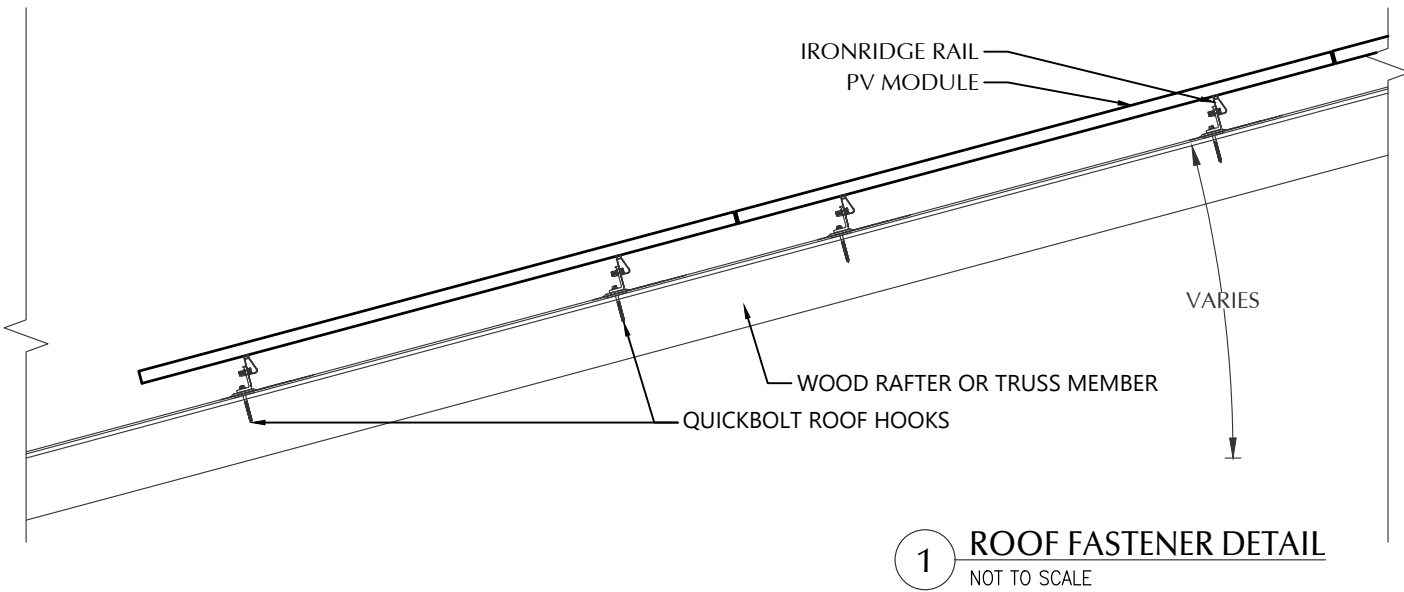 IRONRIDGE RAIL
PV MODULE
VARIES
WOOD RAFTER OR TRUSS MEMBER
QUICKBOLT ROOF HOOKS
1 ROOF FASTENER DETAIL
NOT TO SCALE